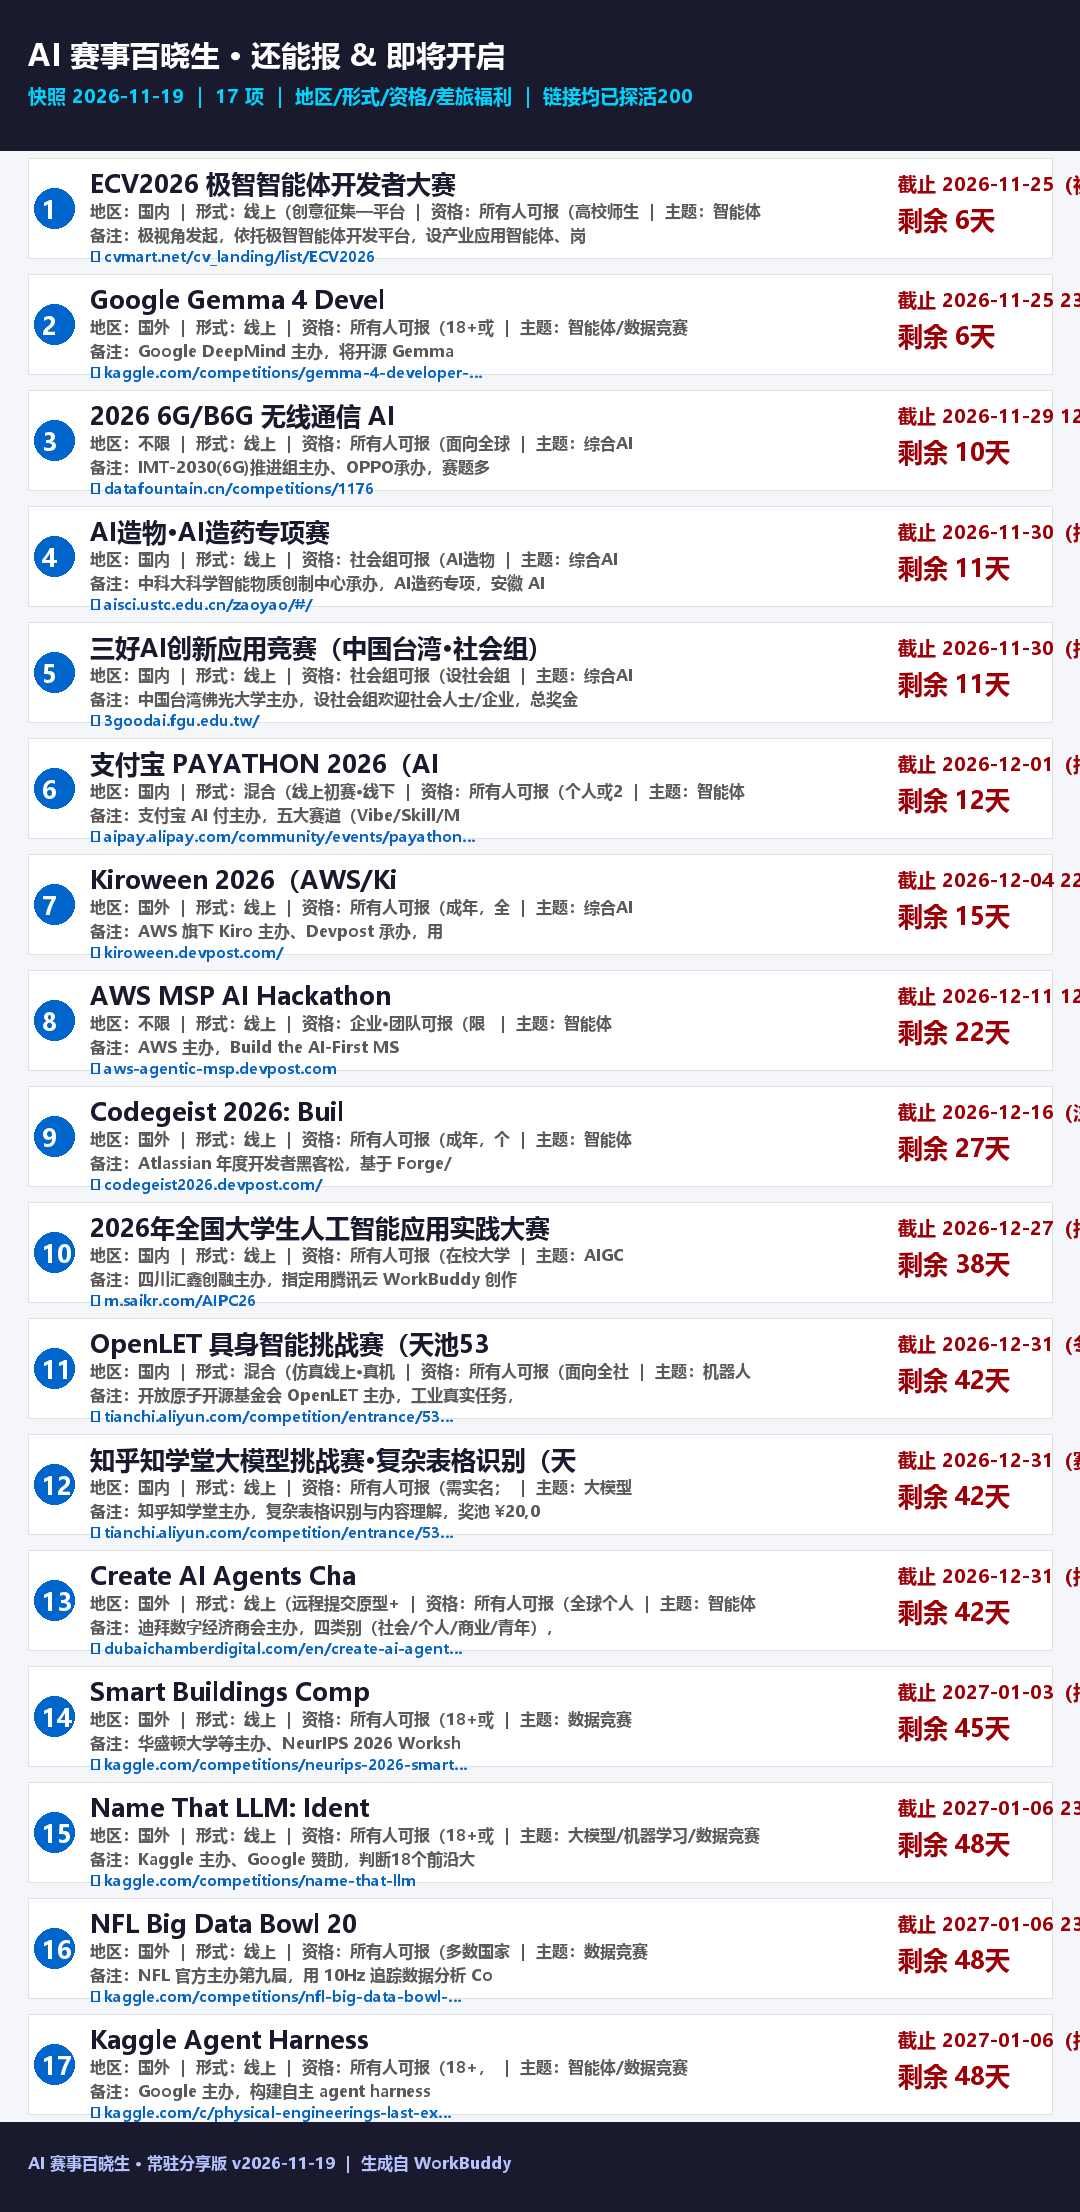 AI 赛事百晓生 • 还能报 & 即将开启
快照 2026-11-19 | 17 项 | 地区/形式/资格/差旅福利 | 链接均已探活200
1
ECV2026 极智智能体开发者大赛
截止 2026-11-25 (
地区：国内 | 形式：线上（创意征集—平台 | 资格：所有人可报（高校师生 | 主题：智能体
剩余 6天
备注：极视角发起，依托极智智能体开发平台，设产业应用智能体、岗
cvmart.net/cv_landing/list/ECV2026
2
Google Gemma 4 Devel
截止 2026-11-25 23
地区：国外 | 形式：线上 | 资格：所有人可报（18+或 | 主题：智能体/数据竞赛
剩余 6天
备注：Google DeepMind 主办，将开源 Gemma
kaggle.com/competitions/gemma-4-developer-...
3
2026 6G/B6G 无线通信 AI
截止 2026-11-29 12
地区：不限 | 形式：线上 | 资格：所有人可报（面向全球 | 主题：综合AI
剩余 10天
备注：IMT-2030(6G)推进组主办、OPPO承办，赛题多
datafountain.cn/competitions/1176
4
AI造物•AI造药专项赛
截止 2026-11-30 (
地区：国内 | 形式：线上 | 资格：社会组可报（AI造物 | 主题：综合AI
剩余 11天
备注：中科大科学智能物质创制中心承办，AI造药专项，安徽 AI
aisci.ustc.edu.cn/zaoyao/#/
5
三好AI创新应用竞赛（中国台湾•社会组）
截止 2026-11-30 (
地区：国内 | 形式：线上 | 资格：社会组可报（设社会组 | 主题：综合AI
剩余 11天
备注：中国台湾佛光大学主办，设社会组欢迎社会人士/企业，总奖金
3goodai.fgu.edu.tw/
6
支付宝 PAYATHON 2026（AI
截止 2026-12-01 (
地区：国内 | 形式：混合（线上初赛•线下 | 资格：所有人可报（个人或2 | 主题：智能体
剩余 12天
备注：支付宝 AI 付主办，五大赛道（Vibe/Skill/M
aipay.alipay.com/community/events/payathon...
7
Kiroween 2026（AWS/Ki
截止 2026-12-04 22
地区：国外 | 形式：线上 | 资格：所有人可报（成年，全 | 主题：综合AI
剩余 15天
备注：AWS 旗下 Kiro 主办、Devpost 承办，用
kiroween.devpost.com/
8
AWS MSP AI Hackathon
截止 2026-12-11 12
地区：不限 | 形式：线上 | 资格：企业•团队可报（限 | 主题：智能体
剩余 22天
备注：AWS 主办，Build the AI-First MS
aws-agentic-msp.devpost.com
9
Codegeist 2026: Buil
截止 2026-12-16 (
地区：国外 | 形式：线上 | 资格：所有人可报（成年，个 | 主题：智能体
剩余 27天
备注：Atlassian 年度开发者黑客松，基于 Forge/
codegeist2026.devpost.com/
10
2026年全国大学生人工智能应用实践大赛
截止 2026-12-27 (
地区：国内 | 形式：线上 | 资格：所有人可报（在校大学 | 主题：AIGC
剩余 38天
备注：四川汇鑫创融主办，指定用腾讯云 WorkBuddy 创作
m.saikr.com/AIPC26
11
OpenLET 具身智能挑战赛（天池53
截止 2026-12-31 (
地区：国内 | 形式：混合（仿真线上•真机 | 资格：所有人可报（面向全社 | 主题：机器人
剩余 42天
备注：开放原子开源基金会 OpenLET 主办，工业真实任务，
tianchi.aliyun.com/competition/entrance/53...
12
知乎知学堂大模型挑战赛•复杂表格识别（天
截止 2026-12-31 (
地区：国内 | 形式：线上 | 资格：所有人可报（需实名； | 主题：大模型
剩余 42天
备注：知乎知学堂主办，复杂表格识别与内容理解，奖池 ¥20,0
tianchi.aliyun.com/competition/entrance/53...
13
Create AI Agents Cha
截止 2026-12-31 (
地区：国外 | 形式：线上（远程提交原型+ | 资格：所有人可报（全球个人 | 主题：智能体
剩余 42天
备注：迪拜数字经济商会主办，四类别（社会/个人/商业/青年），
dubaichamberdigital.com/en/create-ai-agent...
14
Smart Buildings Comp
截止 2027-01-03 (
地区：国外 | 形式：线上 | 资格：所有人可报（18+或 | 主题：数据竞赛
剩余 45天
备注：华盛顿大学等主办、NeurIPS 2026 Worksh
kaggle.com/competitions/neurips-2026-smart...
15
Name That LLM: Ident
截止 2027-01-06 23
地区：国外 | 形式：线上 | 资格：所有人可报（18+或 | 主题：大模型/机器学习/数据竞赛
剩余 48天
备注：Kaggle 主办、Google 赞助，判断18个前沿大
kaggle.com/competitions/name-that-llm
16
NFL Big Data Bowl 20
截止 2027-01-06 23
地区：国外 | 形式：线上 | 资格：所有人可报（多数国家 | 主题：数据竞赛
剩余 48天
备注：NFL 官方主办第九届，用 10Hz 追踪数据分析 Co
kaggle.com/competitions/nfl-big-data-bowl-...
17
Kaggle Agent Harness
截止 2027-01-06 (
地区：国外 | 形式：线上 | 资格：所有人可报（18+， | 主题：智能体/数据竞赛
剩余 48天
备注：Google 主办，构建自主 agent harness
kaggle.com/c/physical-engineerings-last-ex...
AI 赛事百晓生 • 常驻分享版 v2026-11-19 | 生成自 WorkBuddy